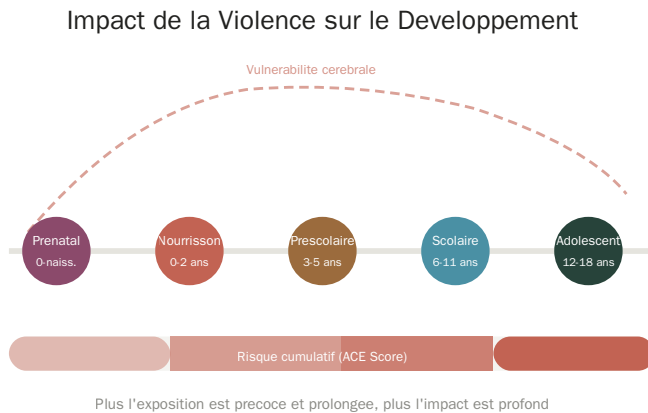 Impact de la Violence sur le Developpement
Vulnerabilite cerebrale
Prenatal
0-naiss.
Nourrisson
0-2 ans
Prescolaire
3-5 ans
Scolaire
6-11 ans
Adolescent
12-18 ans
Risque cumulatif (ACE Score)
Plus l'exposition est precoce et prolongee, plus l'impact est profond